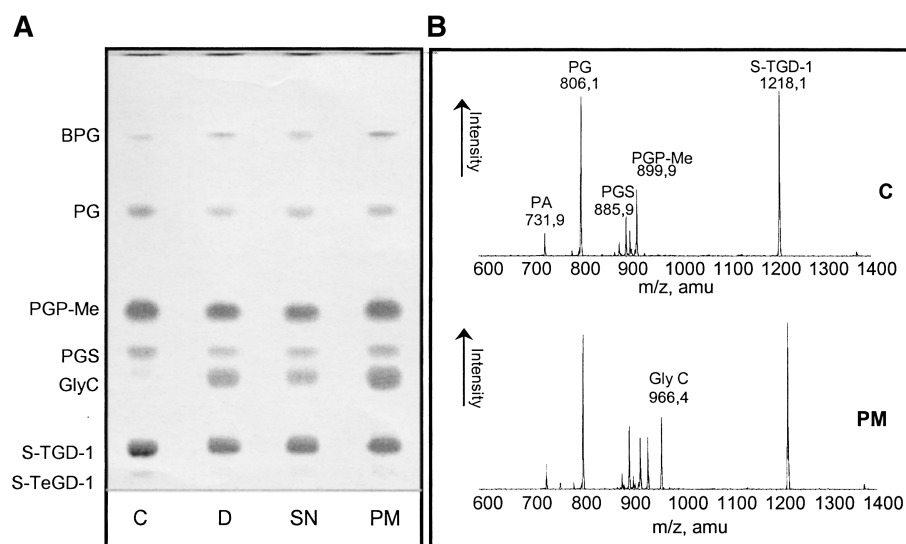 A
BPG
PG
PGP-Me
PGS
GlyC
S-TGD-1
S-TeGD-1
C D SN PM
B
Intensity
PG
806,1
S-TGD-1
1218,1
PGP-Me
899,9
PGS
885,9
PA
731,9
C
600 700 800 900 1000 1100 1200 1300 1400
m/z, amu
Intensity
Gly C
966,4
PM
600 700 800 900 1000 1100 1200 1300 1400
m/z, amu